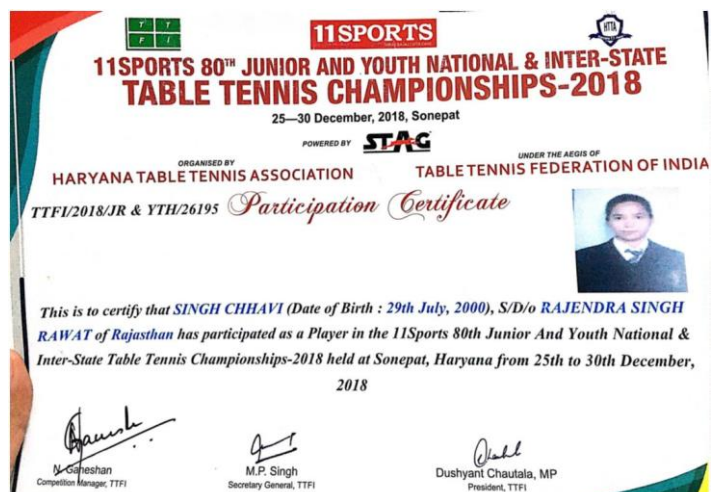 T T
F I
11SPORTS
HTTA
11SPORTS 80TH JUNIOR AND YOUTH NATIONAL & INTER-STATE
TABLE TENNIS CHAMPIONSHIPS-2018
25—30 December, 2018, Sonepat
POWERED BY STAG
ORGANISED BY
HARYANA TABLE TENNIS ASSOCIATION
UNDER THE AEGIS OF
TABLE TENNIS FEDERATION OF INDIA
TTFI/2018/JR & YTH/26195 Participation Certificate
This is to certify that SINGH CHHAVI (Date of Birth : 29th July, 2000), S/D/o RAJENDRA SINGH
RAWAT of Rajasthan has participated as a Player in the 11Sports 80th Junior And Youth National &
Inter-State Table Tennis Championships-2018 held at Sonepat, Haryana from 25th to 30th December,
2018
N. Ganeshan
Competition Manager, TTFI
M.P. Singh
Secretary General, TTFI
Dushyant Chautala, MP
President, TTFI